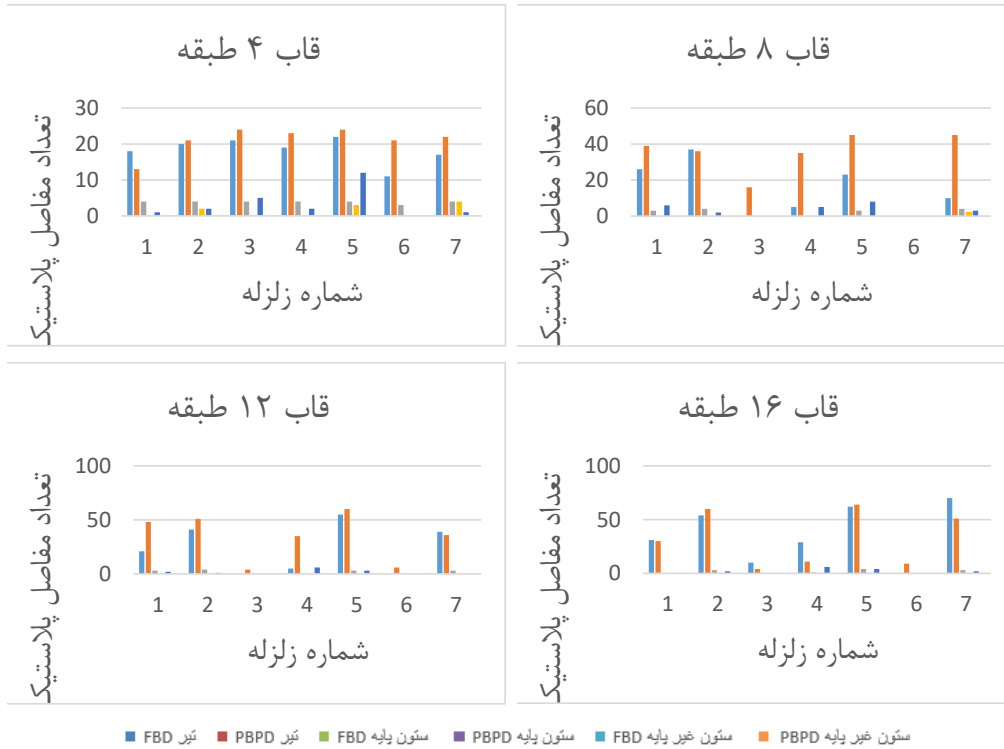 قاب ۴ طبقه
تعداد مفاصل پلاستیک
30
20
10
0
1 2 3 4 5 6 7
شماره زلزله
قاب ۸ طبقه
تعداد مفاصل پلاستیک
60
40
20
0
1 2 3 4 5 6 7
شماره زلزله
قاب ۱۲ طبقه
تعداد مفاصل پلاستیک
100
50
0
1 2 3 4 5 6 7
شماره زلزله
قاب ۱۶ طبقه
تعداد مفاصل پلاستیک
100
50
0
1 2 3 4 5 6 7
شماره زلزله
تیر FBD تیر PBPD ستون پایه FBD ستون پایه PBPD ستون غیر پایه FBD ستون غیر پایه PBPD